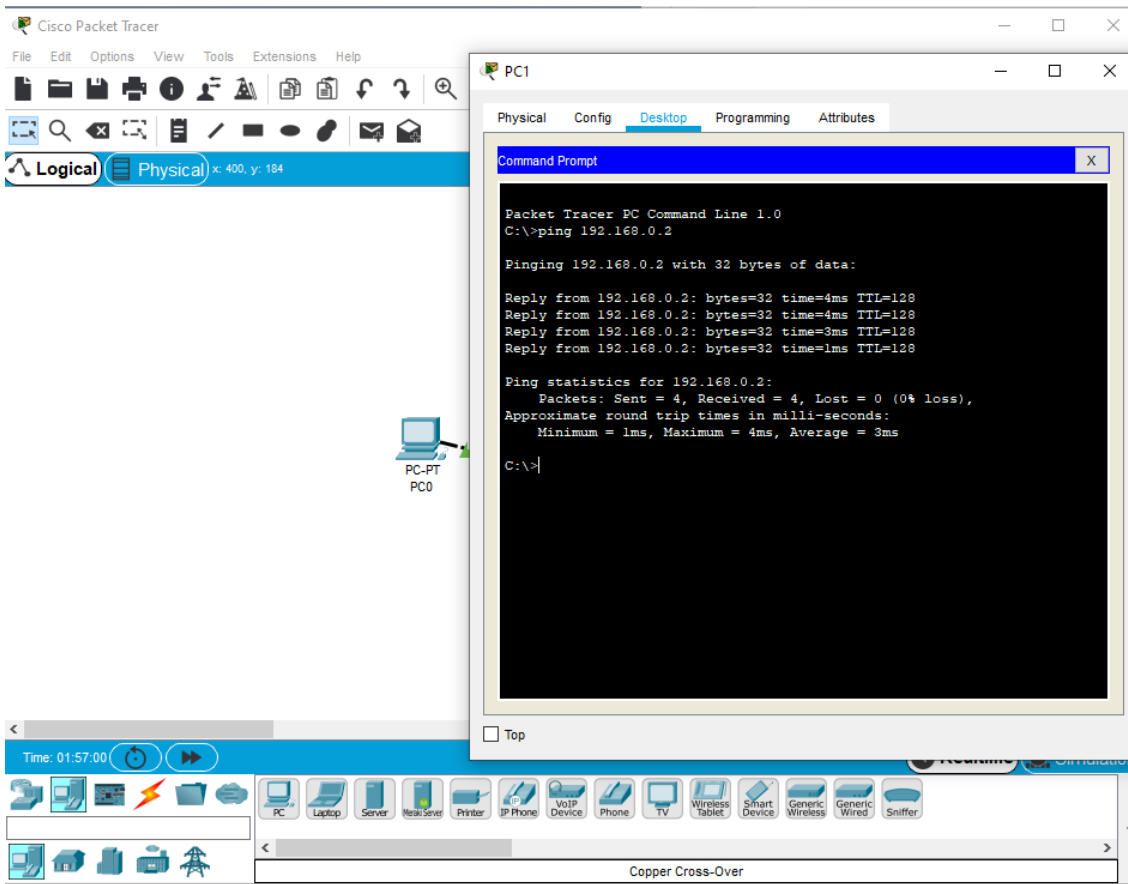 Cisco Packet Tracer
File Edit Options View Tools Extensions Help
Logical Physical x: 400, y: 184
PC-PT
PC0
PC1
Physical Config Desktop Programming Attributes
Command Prompt X
Packet Tracer PC Command Line 1.0
C:\>ping 192.168.0.2
Pinging 192.168.0.2 with 32 bytes of data:
Reply from 192.168.0.2: bytes=32 time=4ms TTL=128
Reply from 192.168.0.2: bytes=32 time=4ms TTL=128
Reply from 192.168.0.2: bytes=32 time=3ms TTL=128
Reply from 192.168.0.2: bytes=32 time=1ms TTL=128
Ping statistics for 192.168.0.2:
Packets: Sent = 4, Received = 4, Lost = 0 (0% loss),
Approximate round trip times in milli-seconds:
Minimum = 1ms, Maximum = 4ms, Average = 3ms
C:\>
Top
Time: 01:57:00
Realtime Simulatio
PC Laptop Server Meraki Server Printer IP Phone VoIP Device Phone TV Wireless Tablet Smart Device Generic Wireless Generic Wired Sniffer
Copper Cross-Over